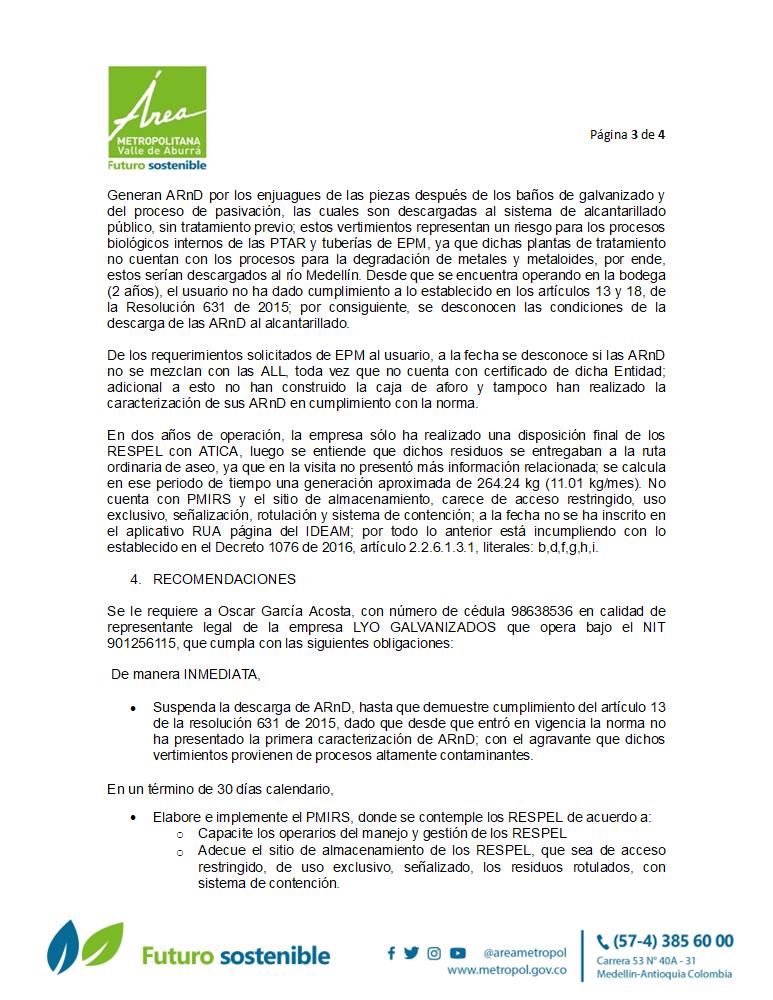 Área
METROPOLITANA
Valle de Aburrá
Futuro sostenible
Página 3 de 4
Generan ARnD por los enjuagues de las piezas después de los baños de galvanizado y
del proceso de pasivación, las cuales son descargadas al sistema de alcantarillado
público, sin tratamiento previo; estos vertimientos representan un riesgo para los procesos
biológicos internos de las PTAR y tuberías de EPM, ya que dichas plantas de tratamiento
no cuentan con los procesos para la degradación de metales y metaloides, por ende,
estos serían descargados al río Medellín. Desde que se encuentra operando en la bodega
(2 años), el usuario no ha dado cumplimiento a lo establecido en los artículos 13 y 18, de
la Resolución 631 de 2015; por consiguiente, se desconocen las condiciones de la
descarga de las ARnD al alcantarillado.
De los requerimientos solicitados de EPM al usuario, a la fecha se desconoce si las ARnD
no se mezclan con las ALL, toda vez que no cuenta con certificado de dicha Entidad;
adicional a esto no han construido la caja de aforo y tampoco han realizado la
caracterización de sus ARnD en cumplimiento con la norma.
En dos años de operación, la empresa sólo ha realizado una disposición final de los
RESPEL con ATICA, luego se entiende que dichos residuos se entregaban a la ruta
ordinaria de aseo, ya que en la visita no presentó más información relacionada; se calcula
en ese periodo de tiempo una generación aproximada de 264.24 kg (11.01 kg/mes). No
cuenta con PMIRS y el sitio de almacenamiento, carece de acceso restringido, uso
exclusivo, señalización, rotulación y sistema de contención; a la fecha no se ha inscrito en
el aplicativo RUA página del IDEAM; por todo lo anterior está incumpliendo con lo
establecido en el Decreto 1076 de 2016, artículo 2.2.6.1.3.1, literales: b,d,f,g,h,i.
4. RECOMENDACIONES
Se le requiere a Oscar García Acosta, con número de cédula 98638536 en calidad de
representante legal de la empresa LYO GALVANIZADOS que opera bajo el NIT
901256115, que cumpla con las siguientes obligaciones:
De manera INMEDIATA,
• Suspenda la descarga de ARnD, hasta que demuestre cumplimiento del artículo 13
de la resolución 631 de 2015, dado que desde que entró en vigencia la norma no
ha presentado la primera caracterización de ARnD; con el agravante que dichos
vertimientos provienen de procesos altamente contaminantes.
En un término de 30 días calendario,
• Elabore e implemente el PMIRS, donde se contemple los RESPEL de acuerdo a:
o Capacite los operarios del manejo y gestión de los RESPEL
o Adecue el sitio de almacenamiento de los RESPEL, que sea de acceso
restringido, de uso exclusivo, señalizado, los residuos rotulados, con
sistema de contención.
Futuro sostenible
@areametropol
www.metropol.gov.co
(57-4) 385 60 00
Carrera 53 N° 40A - 31
Medellín-Antioquia Colombia